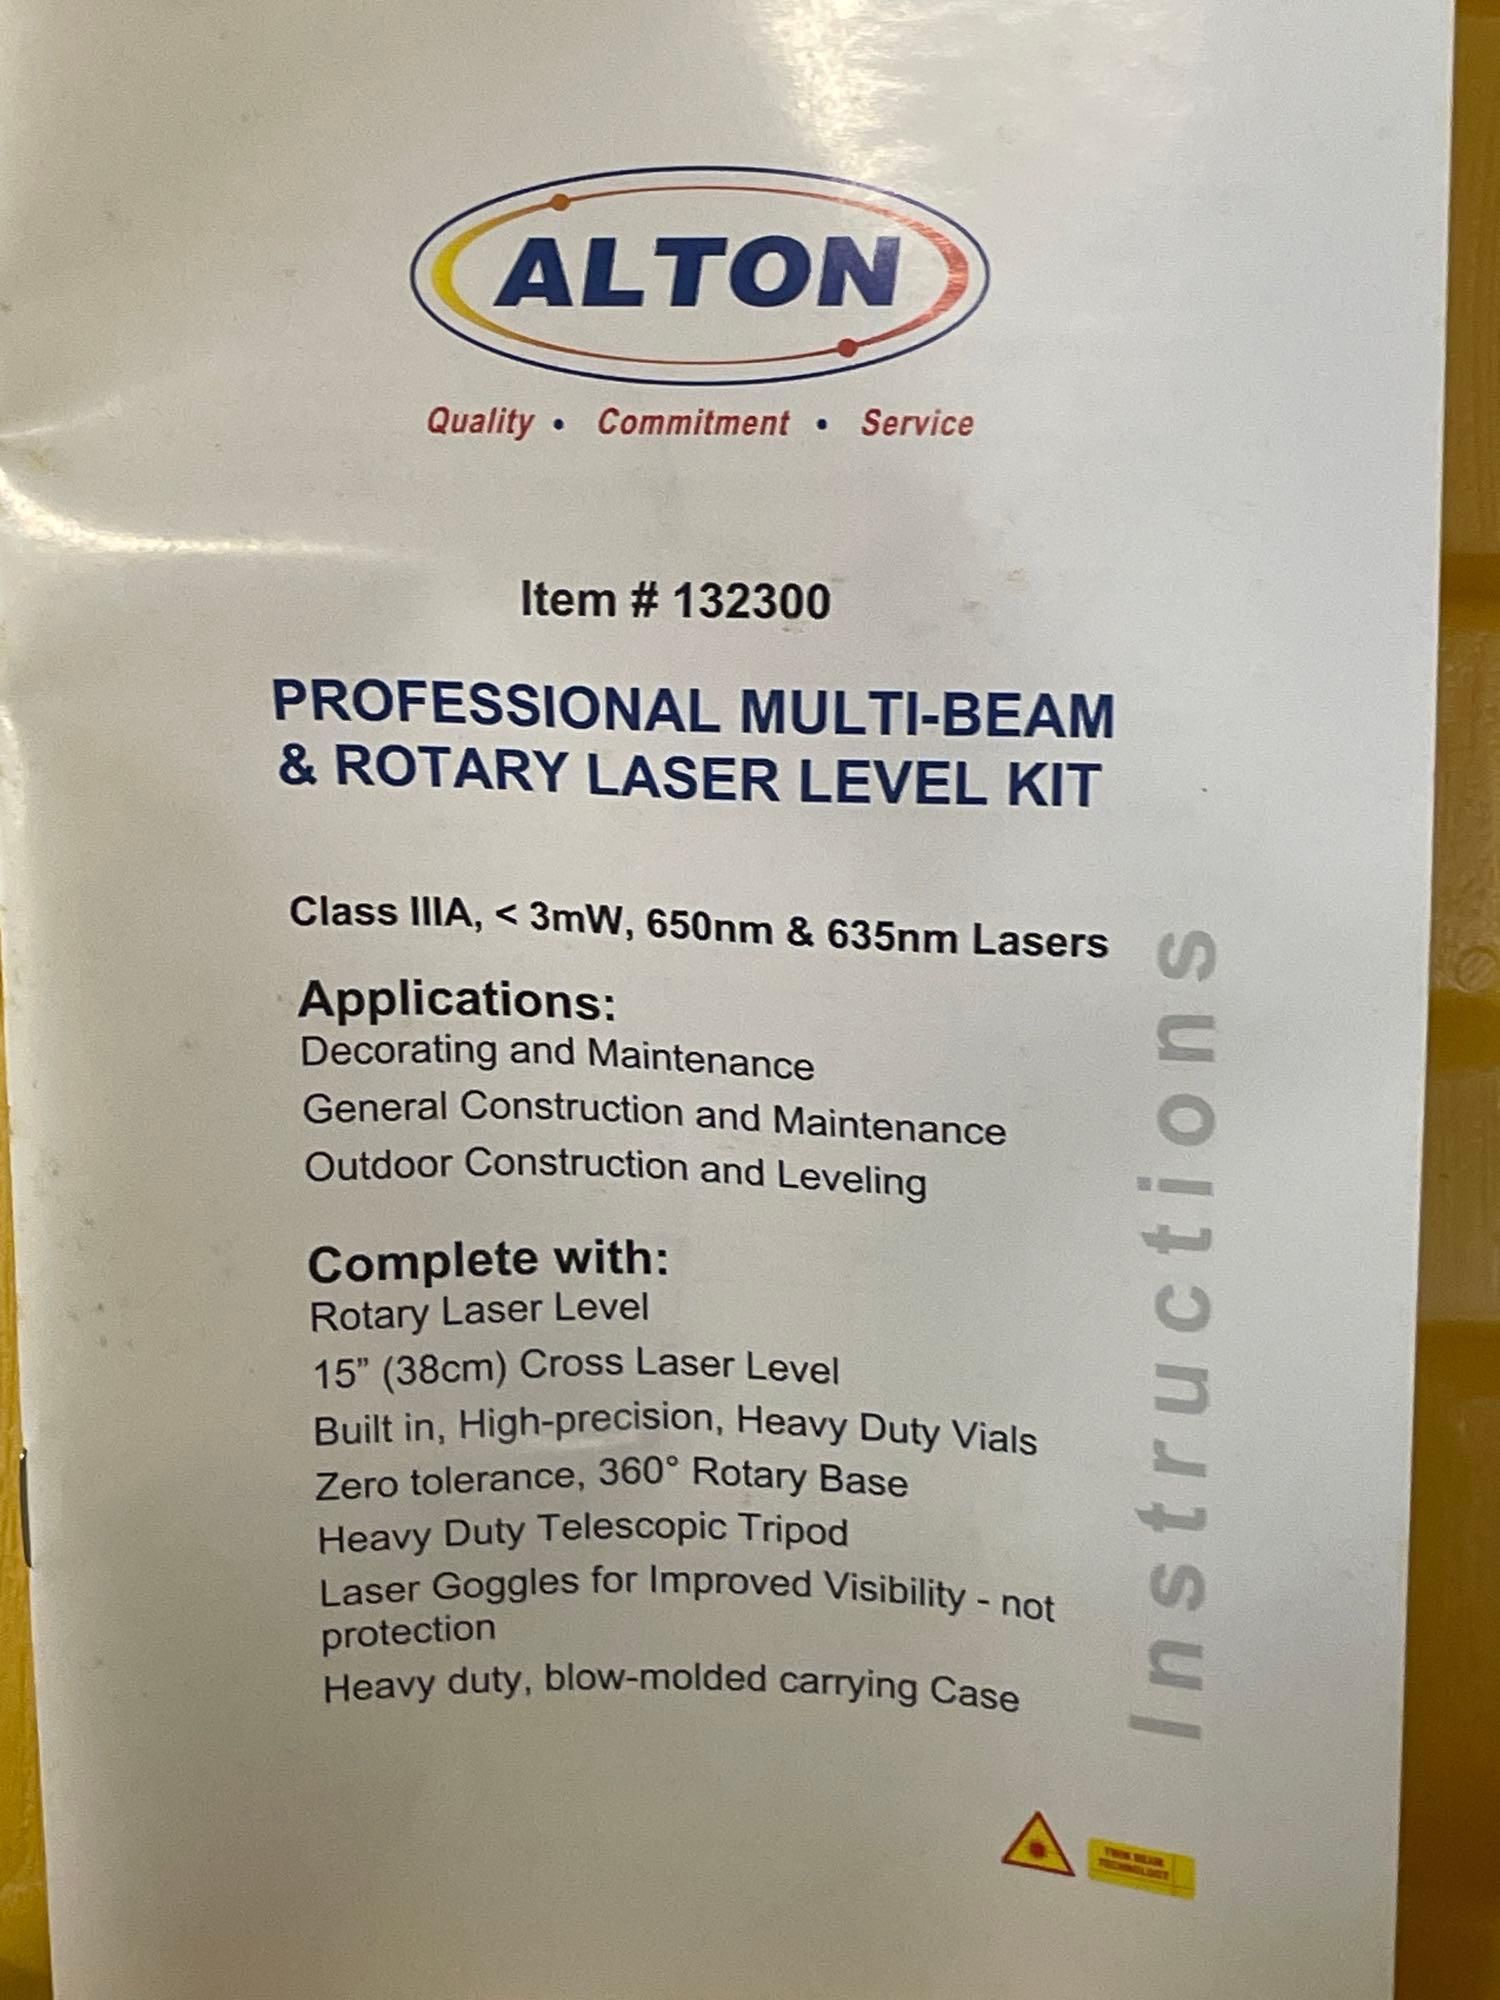 ALTON
Quality • Commitment • Service
Item # 132300
PROFESSIONAL MULTI-BEAM
& ROTARY LASER LEVEL KIT
Class IIIA, < 3mW, 650nm & 635nm Lasers
Applications:
Decorating and Maintenance
General Construction and Maintenance
Outdoor Construction and Leveling
Complete with:
Rotary Laser Level
15” (38cm) Cross Laser Level
Built in, High-precision, Heavy Duty Vials
Zero tolerance, 360° Rotary Base
Heavy Duty Telescopic Tripod
Laser Goggles for Improved Visibility - not
protection
Heavy duty, blow-molded carrying Case
Instructions
TWIN BEAM
TECHNOLOGY